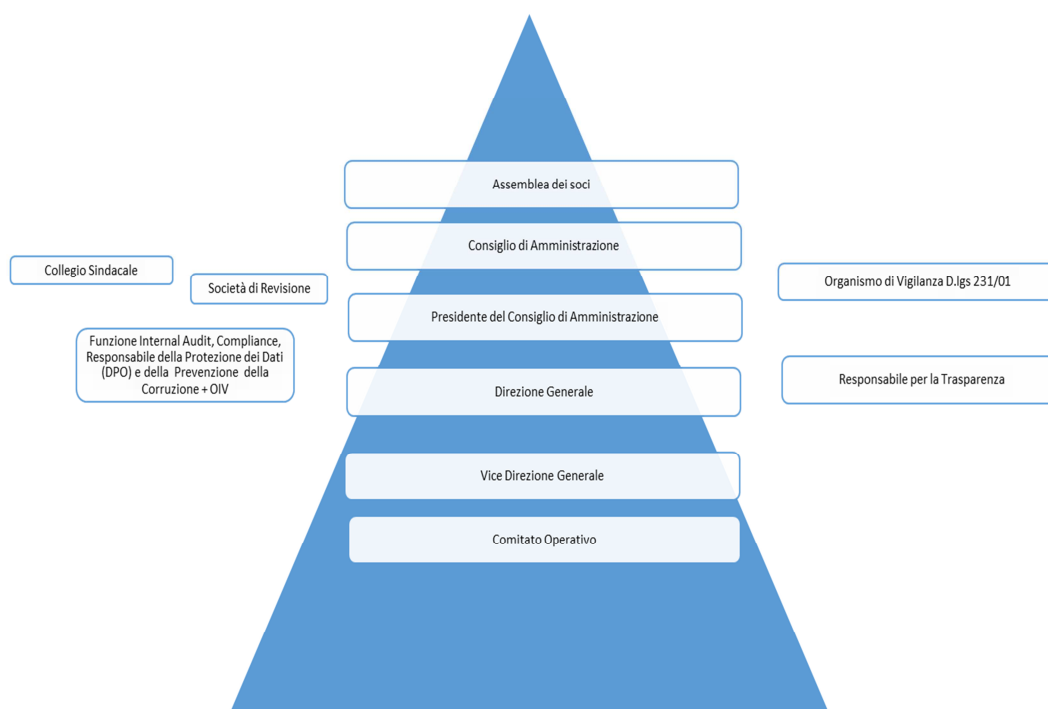 Assemblea dei soci
Consiglio di Amministrazione
Collegio Sindacale
Società di Revisione
Organismo di Vigilanza D.lgs 231/01
Presidente del Consiglio di Amministrazione
Funzione Internal Audit, Compliance,
Responsabile della Protezione dei Dati
(DPO) e della Prevenzione della
Corruzione + OIV
Responsabile per la Trasparenza
Direzione Generale
Vice Direzione Generale
Comitato Operativo